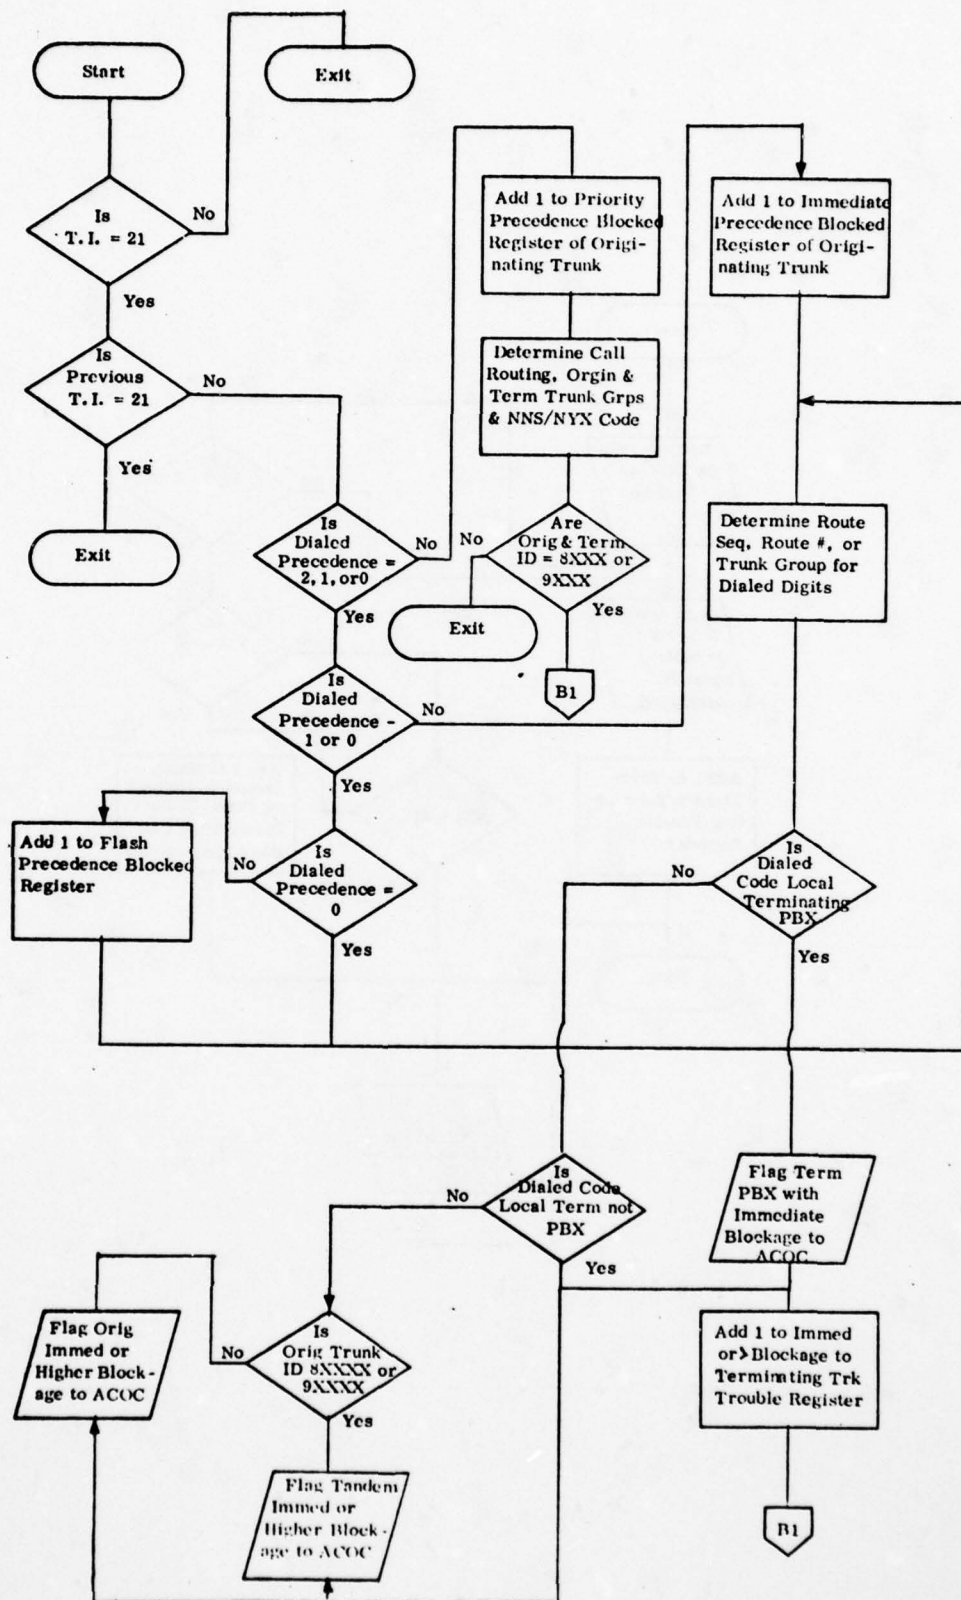 Start
Exit
Is
T.I. = 21
No
Yes
Is
Previous
T.I. = 21
No
Yes
Exit
Is
Dialed
Precedence =
2, 1, or 0
No
Yes
Add 1 to Priority
Precedence Blocked
Register of Origi-
nating Trunk
Determine Call
Routing, Orgin &
Term Trunk Grps
& NNS/NYX Code
Are
Orig & Term
ID = 8XXX or
9XXX
No
Yes
Exit
B1
Add 1 to Immediate
Precedence Blocked
Register of Origi-
nating Trunk
Determine Route
Seq, Route #, or
Trunk Group for
Dialed Digits
Is
Dialed
Precedence -
1 or 0
No
Yes
Is
Dialed
Precedence =
0
No
Yes
Add 1 to Flash
Precedence Blocked
Register
Is
Dialed
Code Local
Terminating
PBX
No
Yes
Is
Dialed Code
Local Term not
PBX
No
Yes
Flag Term
PBX with
Immediate
Blockage to
ACOC
Add 1 to Immed
or > Blockage to
Terminating Trk
Trouble Register
B1
Is
Orig Trunk
ID 8XXXX or
9XXXX
No
Yes
Flag Orig
Immed or
Higher Block-
age to ACOC
Flag Tandem
Immed or
Higher Block-
age to ACOC